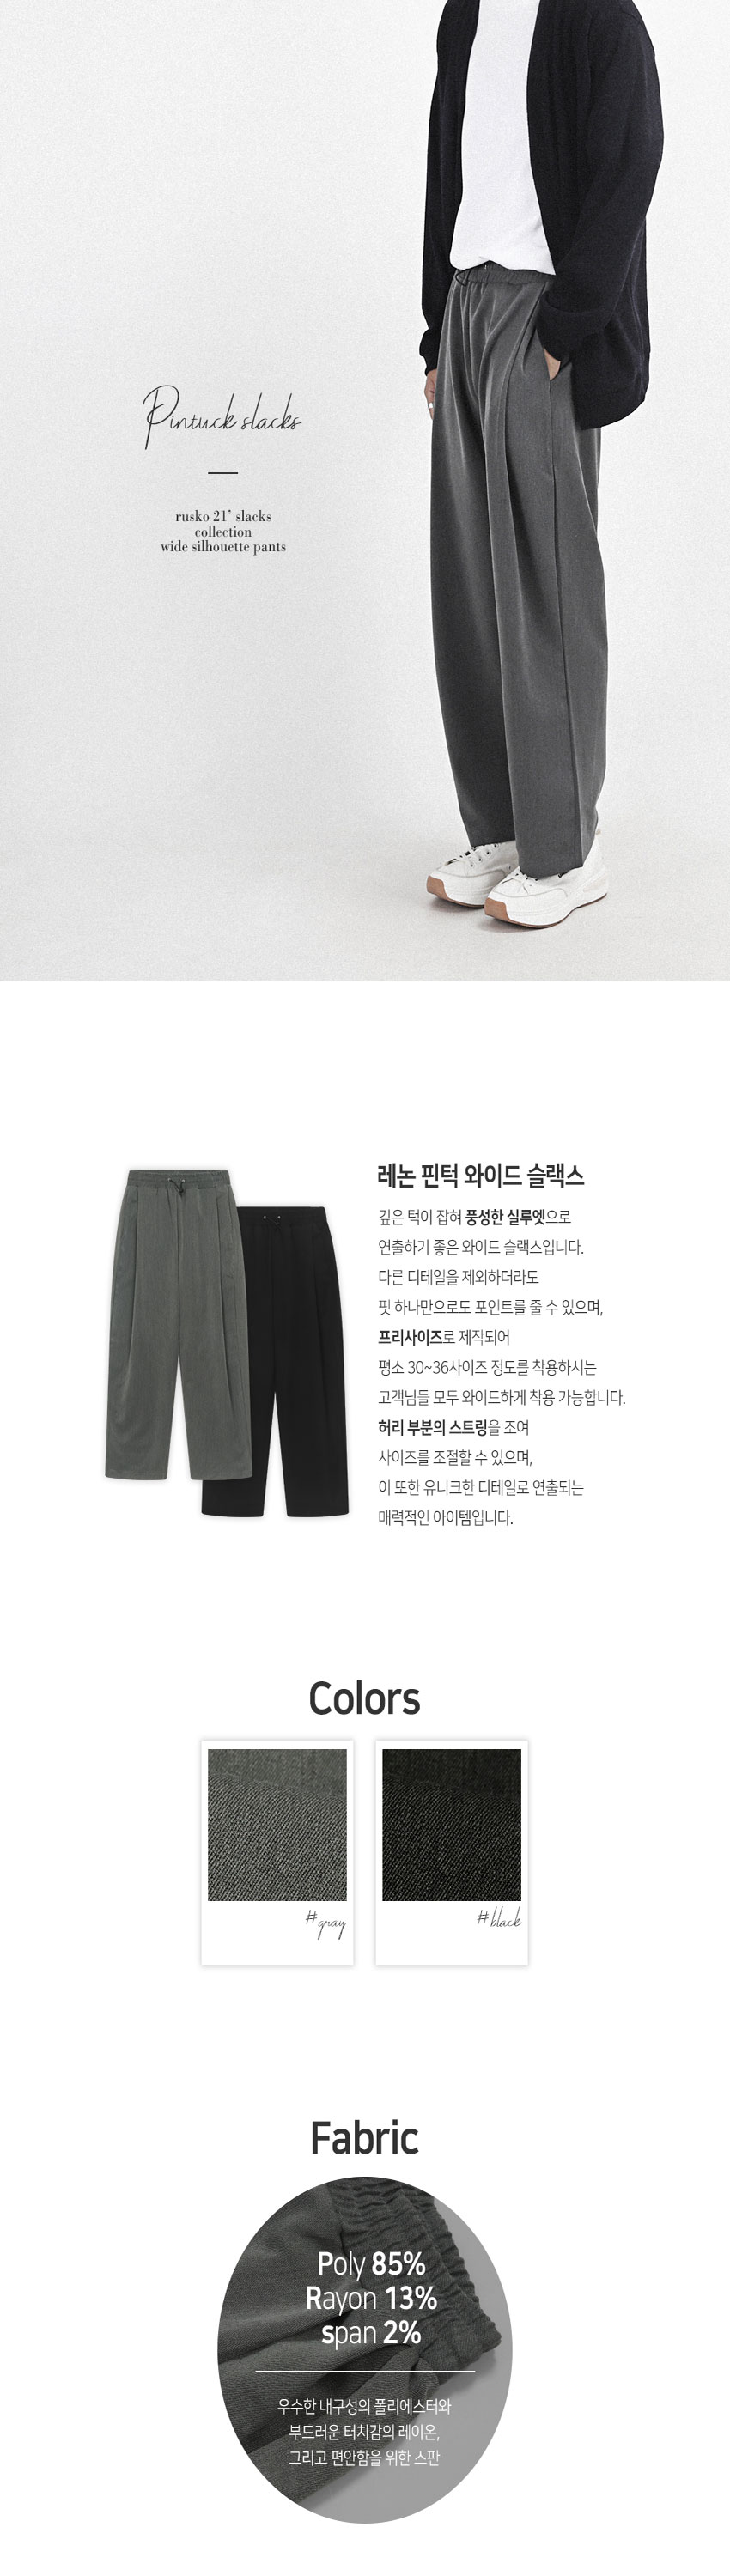 Pintuck slacks
rusko 21' slacks
collection
wide silhouette pants
레논 핀턱 와이드 슬랙스
깊은 턱이 잡혀 풍성한 실루엣으로
연출하기 좋은 와이드 슬랙스입니다.
다른 디테일을 제외하더라도
핏 하나만으로도 포인트를 줄 수 있으며,
프리사이즈로 제작되어
평소 30~36사이즈 정도를 착용하시는
고객님들 모두 와이드하게 착용 가능합니다.
허리 부분의 스트링을 조여
사이즈를 조절할 수 있으며,
이 또한 유니크한 디테일로 연출되는
매력적인 아이템입니다.
Colors
#gray
#black
Fabric
Poly 85%
Rayon 13%
span 2%
우수한 내구성의 폴리에스터와
부드러운 터치감의 레이온,
그리고 편안함을 위한 스판